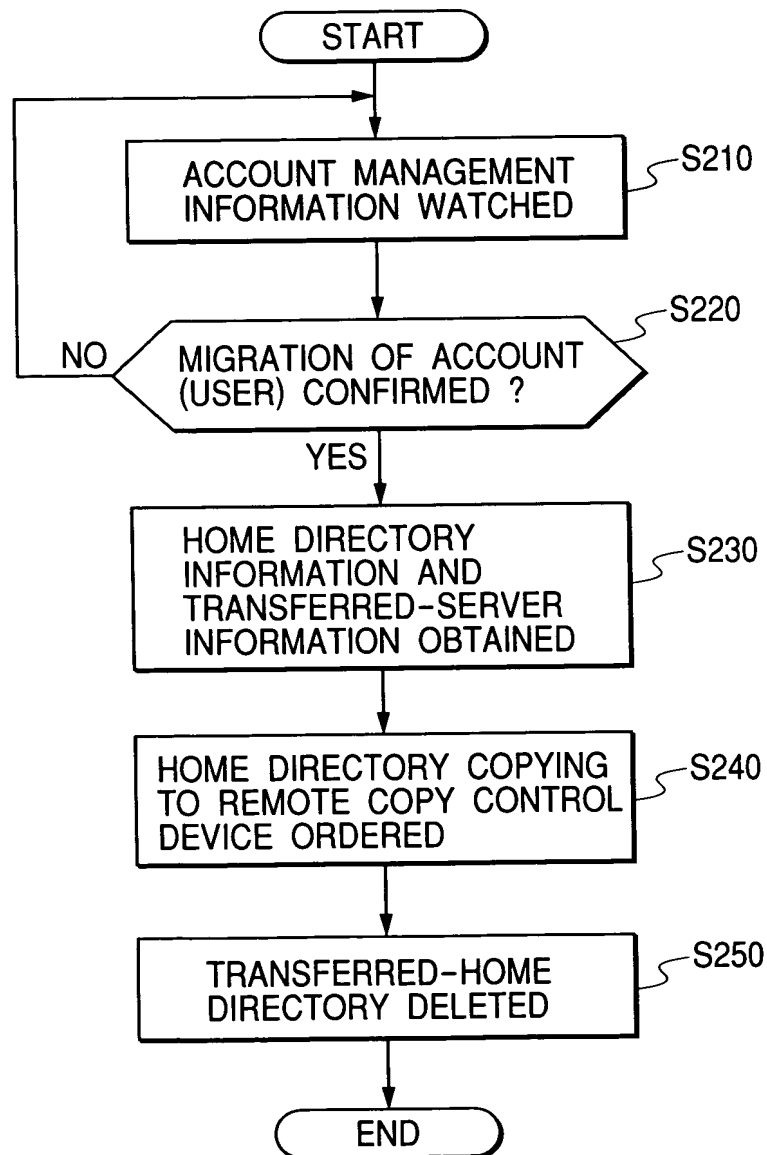 START
ACCOUNT MANAGEMENT
INFORMATION WATCHED
S210
S220
NO
MIGRATION OF ACCOUNT
(USER) CONFIRMED ?
YES
HOME DIRECTORY
INFORMATION AND
TRANSFERRED-SERVER
INFORMATION OBTAINED
S230
HOME DIRECTORY COPYING
TO REMOTE COPY CONTROL
DEVICE ORDERED
S240
TRANSFERRED-HOME
DIRECTORY DELETED
S250
END